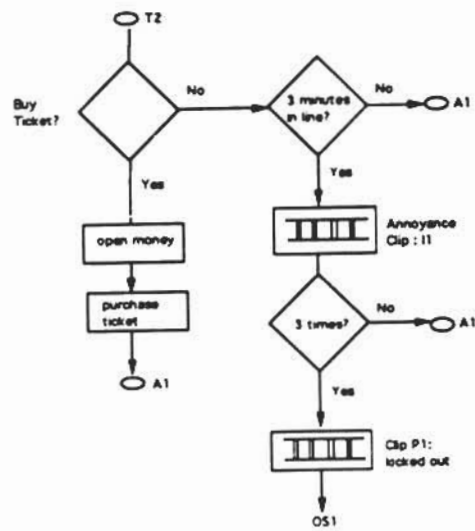 T2
Buy
Ticket?
No
3 minutes
in line?
No
A1
Yes
Yes
open money
Annoyance
Clip : I1
purchase
ticket
3 times?
No
A1
A1
Yes
Clip P1:
locked out
OS1